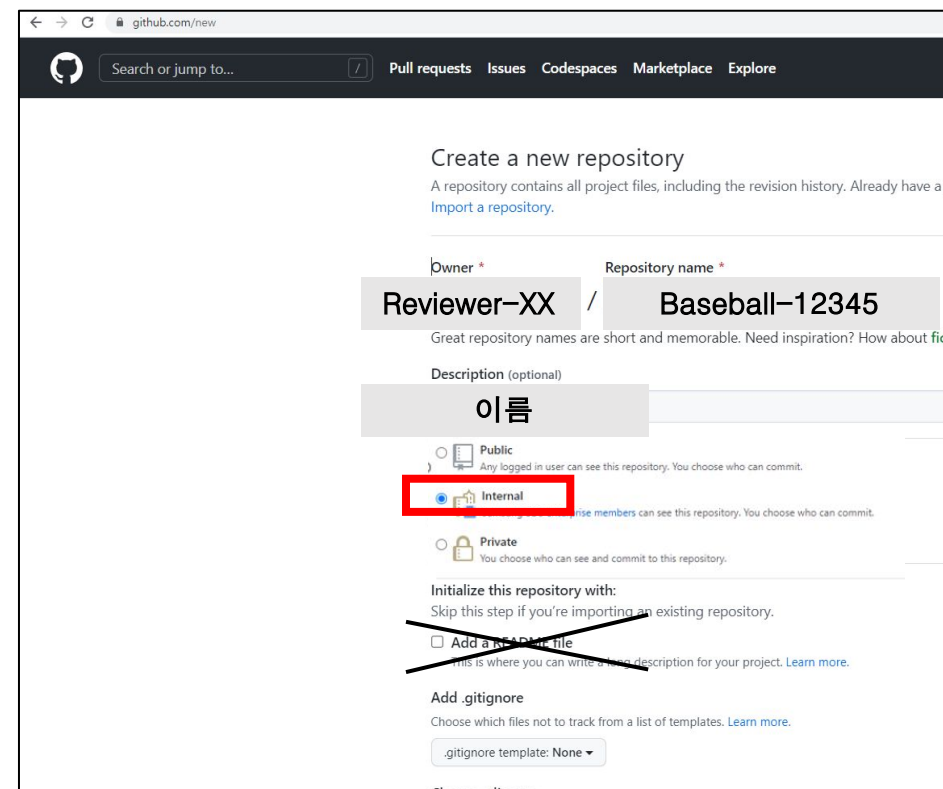 github.com/new
Search or jump to... / Pull requests Issues Codespaces Marketplace Explore
Create a new repository
A repository contains all project files, including the revision history. Already have a
Import a repository.
Owner * Repository name *
Reviewer-XX / Baseball-12345
Great repository names are short and memorable. Need inspiration? How about
Description (optional)
이름
Public
Any logged in user can see this repository. You choose who can commit.
Internal
members can see this repository. You choose who can commit.
Private
You choose who can see and commit to this repository.
Initialize this repository with:
Skip this step if you're importing an existing repository.
Add a README file
This is where you can write a long description for your project. Learn more.
Add .gitignore
Choose which files not to track from a list of templates. Learn more.
.gitignore template: None